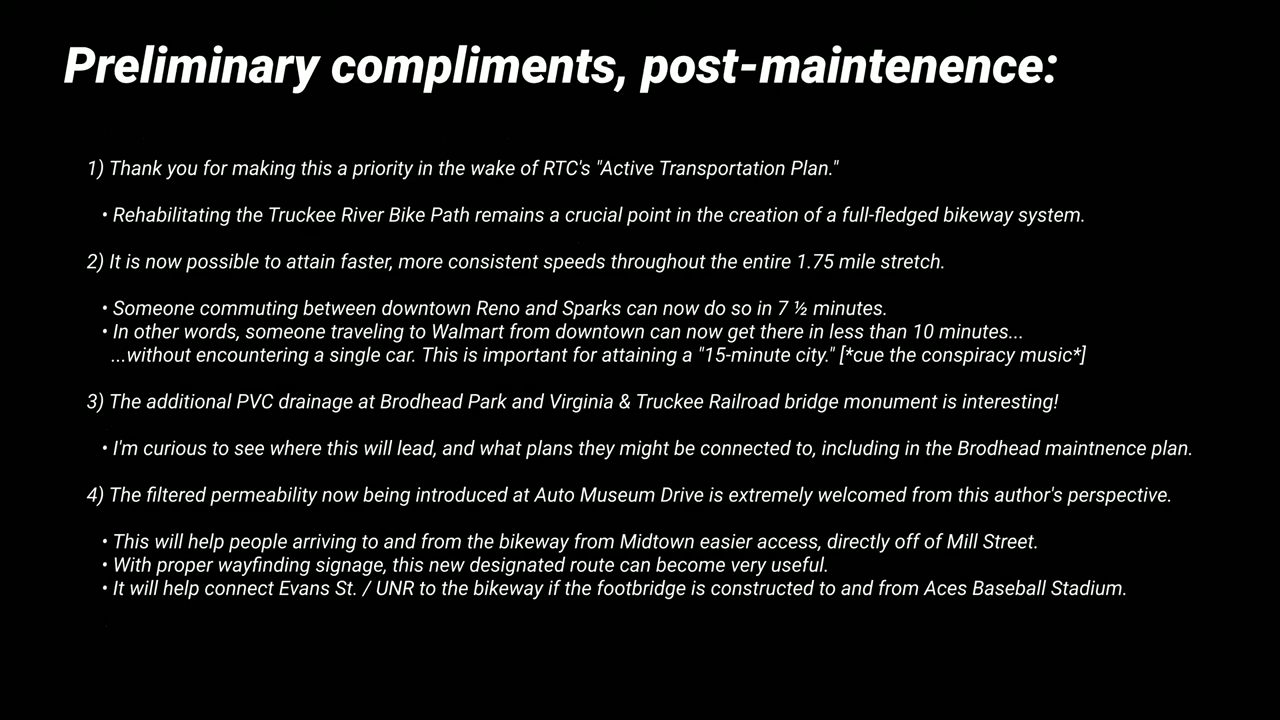 Preliminary compliments, post-maintenence:
1) Thank you for making this a priority in the wake of RTC's "Active Transportation Plan."
• Rehabilitating the Truckee River Bike Path remains a crucial point in the creation of a full-fledged bikeway system.
2) It is now possible to attain faster, more consistent speeds throughout the entire 1.75 mile stretch.
• Someone commuting between downtown Reno and Sparks can now do so in 7 ½ minutes.
• In other words, someone traveling to Walmart from downtown can now get there in less than 10 minutes...
...without encountering a single car. This is important for attaining a "15-minute city." [*cue the conspiracy music*]
3) The additional PVC drainage at Brodhead Park and Virginia & Truckee Railroad bridge monument is interesting!
• I'm curious to see where this will lead, and what plans they might be connected to, including in the Brodhead maintnence plan.
4) The filtered permeability now being introduced at Auto Museum Drive is extremely welcomed from this author's perspective.
• This will help people arriving to and from the bikeway from Midtown easier access, directly off of Mill Street.
• With proper wayfinding signage, this new designated route can become very useful.
• It will help connect Evans St. / UNR to the bikeway if the footbridge is constructed to and from Aces Baseball Stadium.